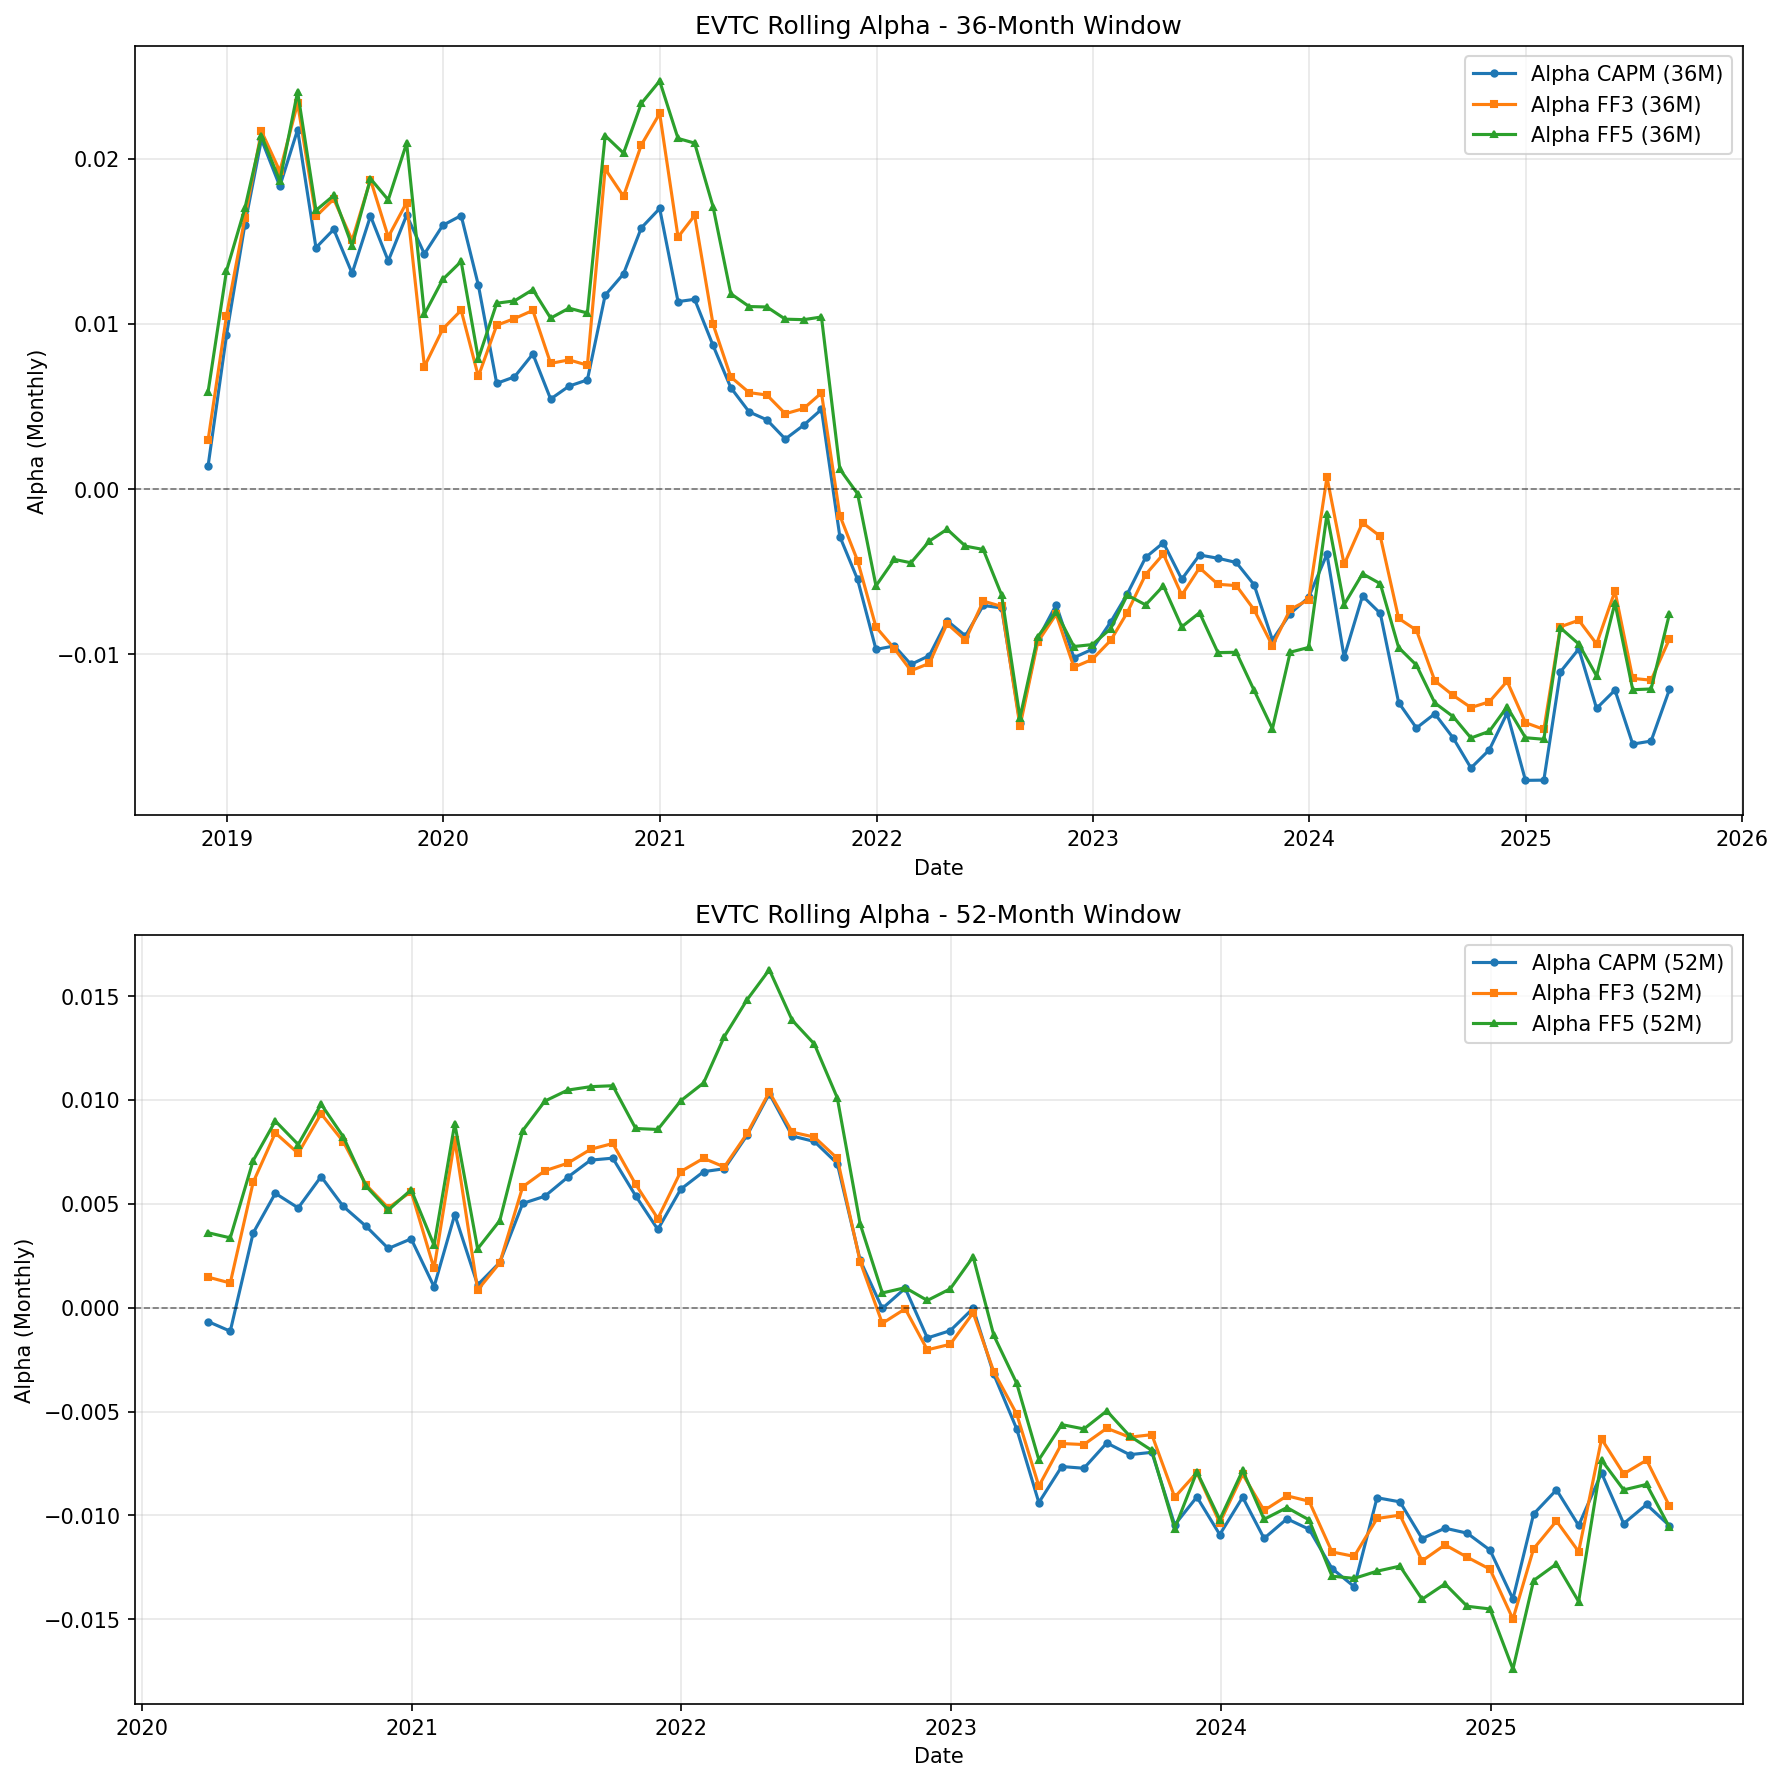 EVTC Rolling Alpha - 36-Month Window
Alpha CAPM (36M)
Alpha FF3 (36M)
Alpha FF5 (36M)
Alpha (Monthly)
0.02
0.01
0.00
−0.01
2019 2020 2021 2022 2023 2024 2025 2026
Date
EVTC Rolling Alpha - 52-Month Window
Alpha CAPM (52M)
Alpha FF3 (52M)
Alpha FF5 (52M)
Alpha (Monthly)
0.015
0.010
0.005
0.000
−0.005
−0.010
−0.015
2020 2021 2022 2023 2024 2025
Date